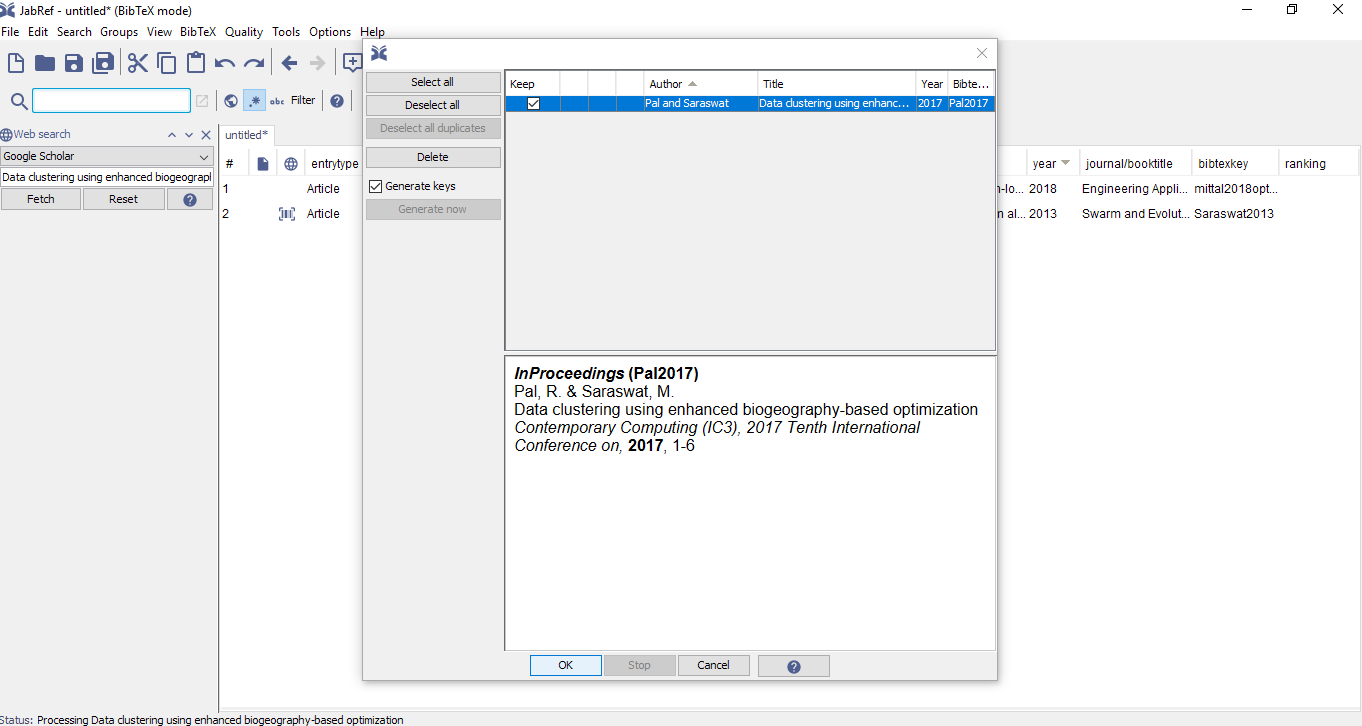 JabRef - untitled* (BibTeX mode)
File Edit Search Groups View BibTeX Quality Tools Options Help
abc Filter
Web search
Google Scholar
Data clustering using enhanced biogeograpl
Fetch Reset
Select all
Deselect all
Deselect all duplicates
Delete
Generate keys
Generate now
Keep Author Title Year Bibte...
Pal and Saraswat Data clustering using enhanc... 2017 Pal2017
InProceedings (Pal2017)
Pal, R. & Saraswat, M.
Data clustering using enhanced biogeography-based optimization
Contemporary Computing (IC3), 2017 Tenth International
Conference on, 2017, 1-6
OK Stop Cancel
untitled*
# entrytype year journal/booktitle bibtexkey ranking
1 Article n-lo... 2018 Engineering Appli... mittal2018opt...
2 Article n al... 2013 Swarm and Evolut... Saraswat2013
Status: Processing Data clustering using enhanced biogeography-based optimization